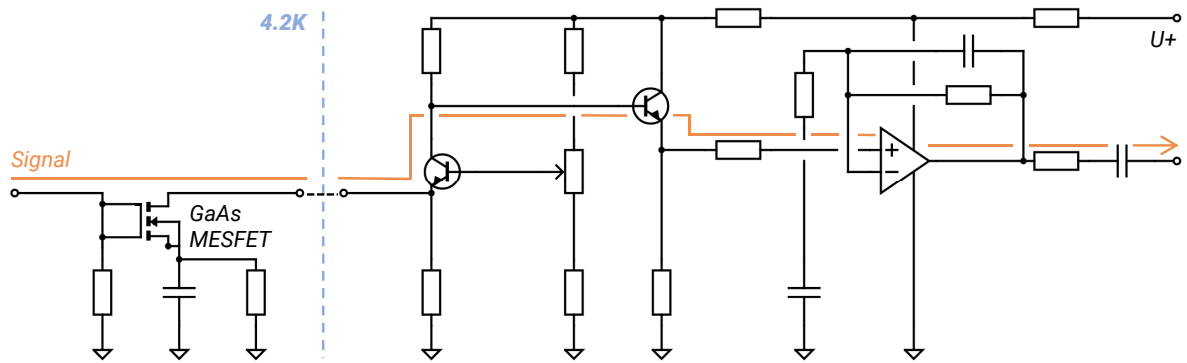 4.2K
U+
Signal
GaAs
MESFET
+
−